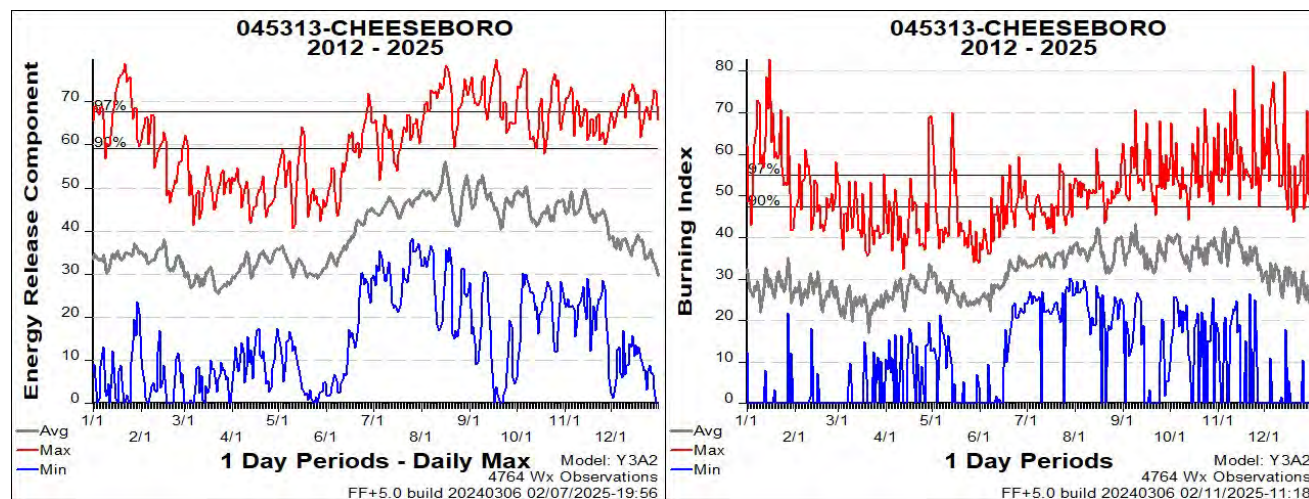 045313-CHEESEBORO
2012 - 2025
Energy Release Component
70
60
50
40
30
20
10
0
97%
90%
1/1
2/1
3/1
4/1
5/1
6/1
7/1
8/1
9/1
10/1
11/1
12/1
Avg
Max
Min
1 Day Periods - Daily Max
Model: Y3A2
4764 Wx Observations
FF+5.0 build 20240306 02/07/2025-19:56
045313-CHEESEBORO
2012 - 2025
Burning Index
80
70
60
50
40
30
20
10
0
97%
90%
1/1
2/1
3/1
4/1
5/1
6/1
7/1
8/1
9/1
10/1
11/1
12/1
Avg
Max
Min
1 Day Periods
Model: Y3A2
4764 Wx Observations
FF+5.0 build 20240306 02/11/2025-11:18